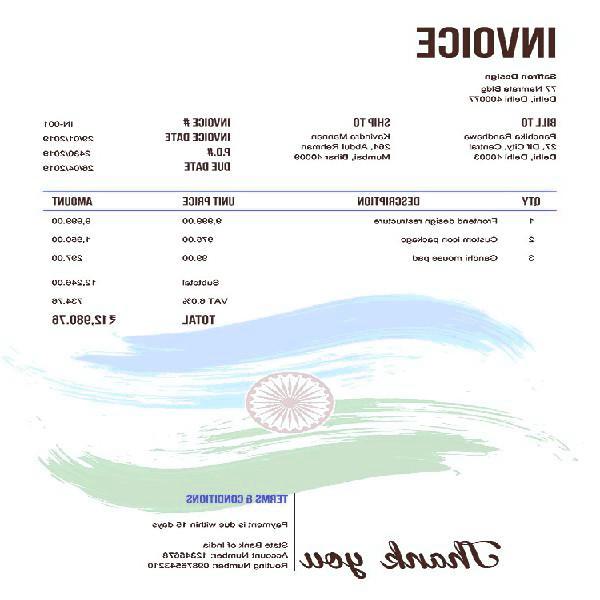 INVOICE
Saffron Design
77 Namrata Bldg
Delhi, Delhi 400077
BILL TO
Panchika Randhawa
27, Dlf City, Central
Delhi, Delhi 40003
SHIP TO
Kavindra Mannan
264, Abdul Rehman
Mumbai, Bihar 40009
INVOICE # IN-001
INVOICE DATE 29/01/2019
P.O.# 2430/2019
DUE DATE 26/04/2019
QTY DESCRIPTION UNIT PRICE AMOUNT
1 Frontend design restructure 9,999.00 9,999.00
2 Custom icon package 975.00 1,950.00
3 Gandhi mouse pad 99.00 297.00
Subtotal 12,246.00
VAT 6.0% 734.76
TOTAL ₹12,980.76
TERMS & CONDITIONS
Payment is due within 15 days
State Bank of India
Account Number: 12345678
Routing Number: 09876543210
Thank you